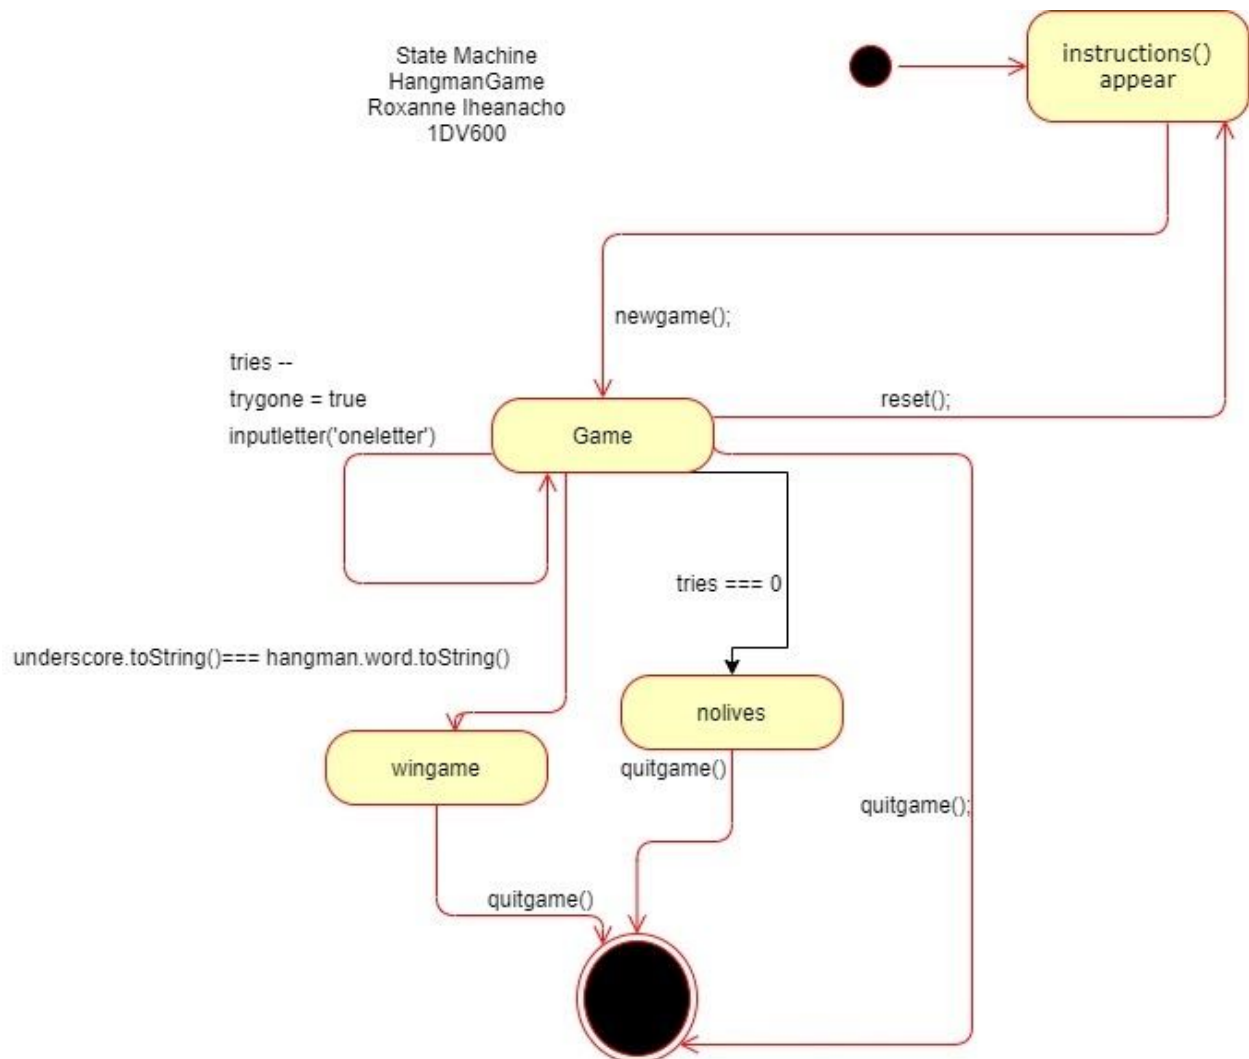 State Machine
HangmanGame
Roxanne Iheanacho
1DV600
instructions()
appear
newgame();
tries --
trygone = true
inputletter('oneletter')
Game
reset();
tries === 0
underscore.toString()=== hangman.word.toString()
nolives
wingame
quitgame()
quitgame();
quitgame()